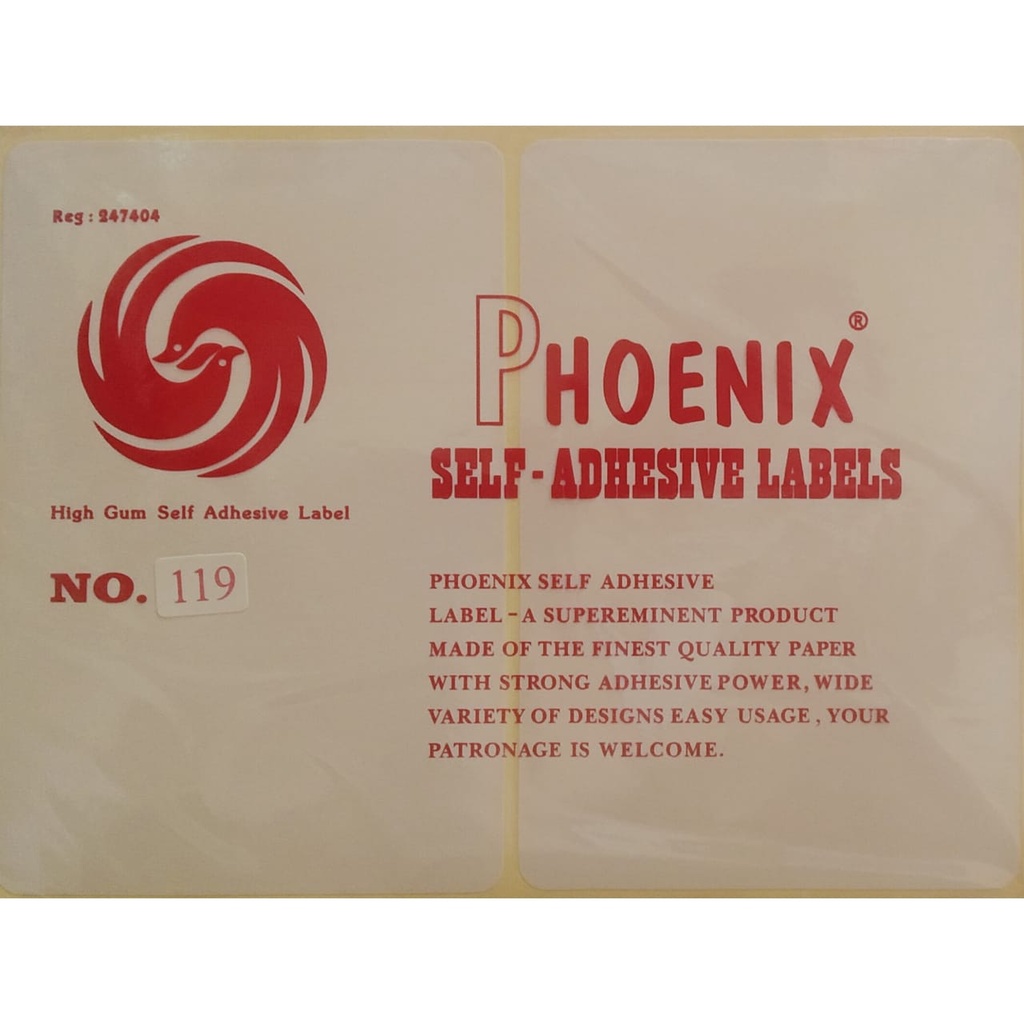 Reg : 247404
High Gum Self Adhesive Label
NO. 119
PHOENIX®
SELF-ADHESIVE LABELS
PHOENIX SELF ADHESIVE
LABEL - A SUPEREMINENT PRODUCT
MADE OF THE FINEST QUALITY PAPER
WITH STRONG ADHESIVE POWER, WIDE
VARIETY OF DESIGNS EASY USAGE , YOUR
PATRONAGE IS WELCOME.